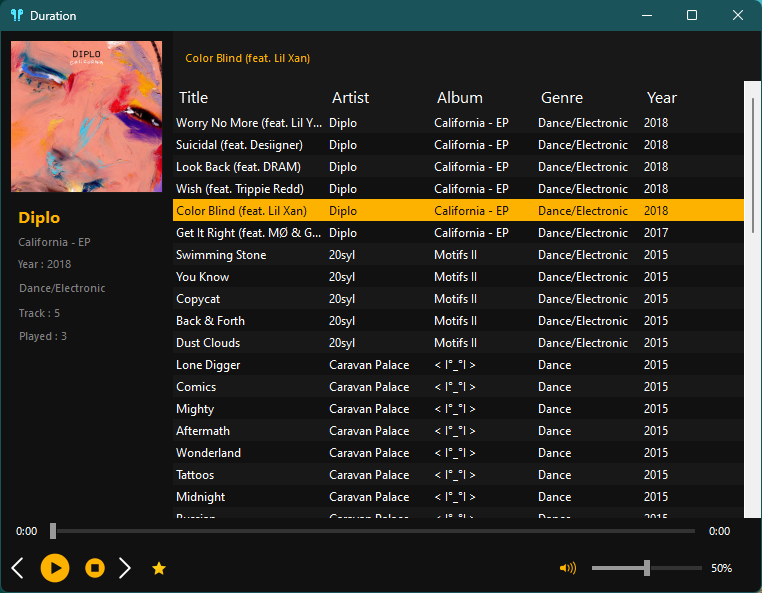 Duration
DIPLO
CALIFORNIA
Diplo
California - EP
Year : 2018
Dance/Electronic
Track : 5
Played : 3
Color Blind (feat. Lil Xan)
Title Artist Album Genre Year
Worry No More (feat. Lil Y... Diplo California - EP Dance/Electronic 2018
Suicidal (feat. Desiigner) Diplo California - EP Dance/Electronic 2018
Look Back (feat. DRAM) Diplo California - EP Dance/Electronic 2018
Wish (feat. Trippie Redd) Diplo California - EP Dance/Electronic 2018
Color Blind (feat. Lil Xan) Diplo California - EP Dance/Electronic 2018
Get It Right (feat. MØ & G... Diplo California - EP Dance/Electronic 2017
Swimming Stone 20syl Motifs II Dance/Electronic 2015
You Know 20syl Motifs II Dance/Electronic 2015
Copycat 20syl Motifs II Dance/Electronic 2015
Back & Forth 20syl Motifs II Dance/Electronic 2015
Dust Clouds 20syl Motifs II Dance/Electronic 2015
Lone Digger Caravan Palace < I°_°I > Dance 2015
Comics Caravan Palace < I°_°I > Dance 2015
Mighty Caravan Palace < I°_°I > Dance 2015
Aftermath Caravan Palace < I°_°I > Dance 2015
Wonderland Caravan Palace < I°_°I > Dance 2015
Tattoos Caravan Palace < I°_°I > Dance 2015
Midnight Caravan Palace < I°_°I > Dance 2015
Russian Caravan Palace < I°_°I > Dance 2015
0:00 0:00
50%